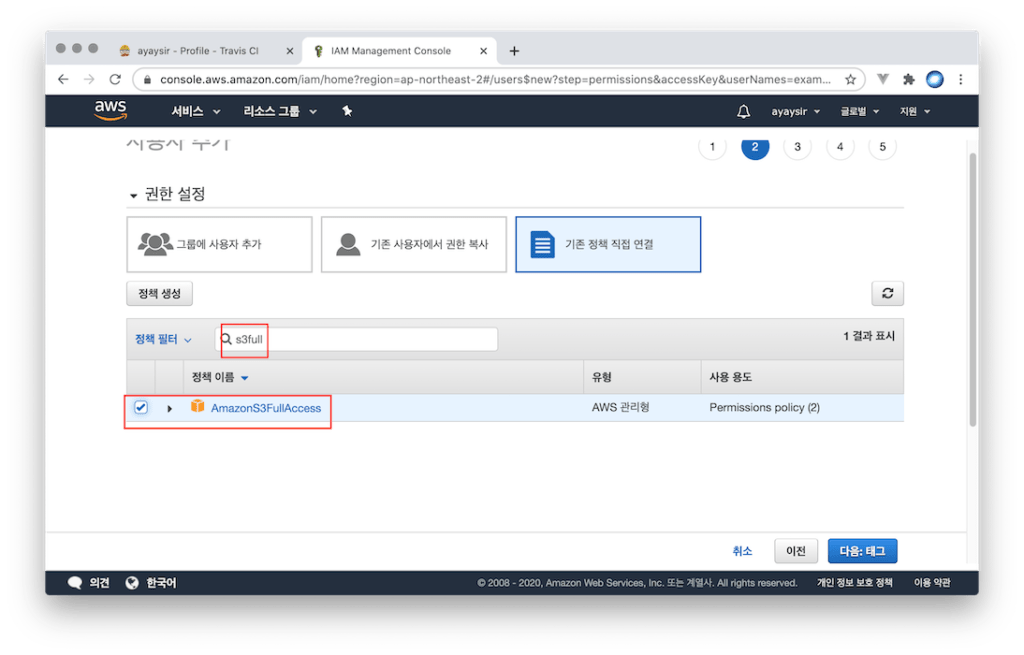 ayaysir - Profile - Travis CI
IAM Management Console
console.aws.amazon.com/iam/home?region=ap-northeast-2#/users$new?step=permissions&accessKey&userNames=exam...
aws 서비스 리소스 그룹 ayaysir 글로벌 지원
사용자 추가 1 2 3 4 5
권한 설정
그룹에 사용자 추가 기존 사용자에서 권한 복사 기존 정책 직접 연결
정책 생성
정책 필터 s3full 1 결과 표시
정책 이름 유형 사용 용도
AmazonS3FullAccess AWS 관리형 Permissions policy (2)
취소 이전 다음: 태그
의견 한국어 © 2008 - 2020, Amazon Web Services, Inc. 또는 계열사. All rights reserved. 개인 정보 보호 정책 이용 약관